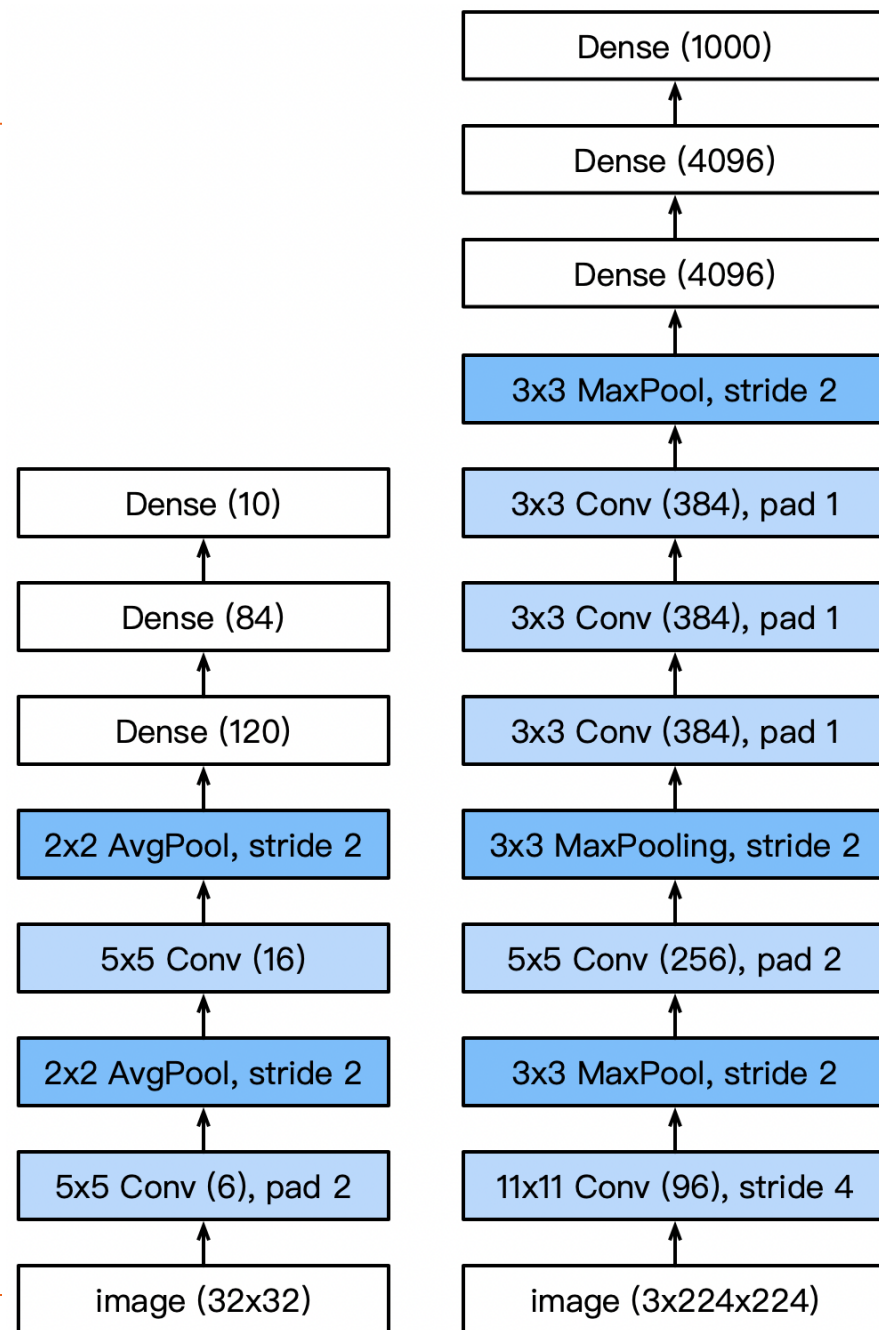 Dense (10)
Dense (84)
Dense (120)
2x2 AvgPool, stride 2
5x5 Conv (16)
2x2 AvgPool, stride 2
5x5 Conv (6), pad 2
image (32x32)
Dense (1000)
Dense (4096)
Dense (4096)
3x3 MaxPool, stride 2
3x3 Conv (384), pad 1
3x3 Conv (384), pad 1
3x3 Conv (384), pad 1
3x3 MaxPooling, stride 2
5x5 Conv (256), pad 2
3x3 MaxPool, stride 2
11x11 Conv (96), stride 4
image (3x224x224)